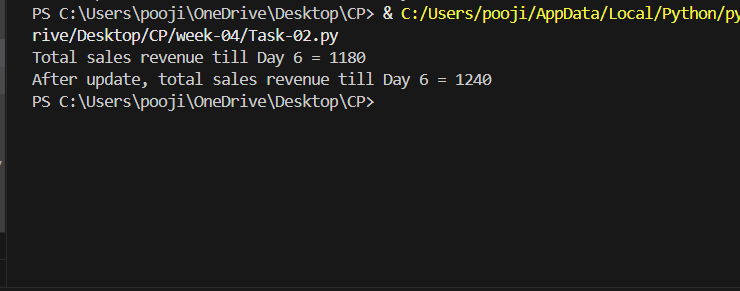 PS C:\Users\pooji\OneDrive\Desktop\CP> & C:/Users/pooji/AppData/Local/Python/py
rive/Desktop/CP/week-04/Task-02.py
Total sales revenue till Day 6 = 1180
After update, total sales revenue till Day 6 = 1240
PS C:\Users\pooji\OneDrive\Desktop\CP>